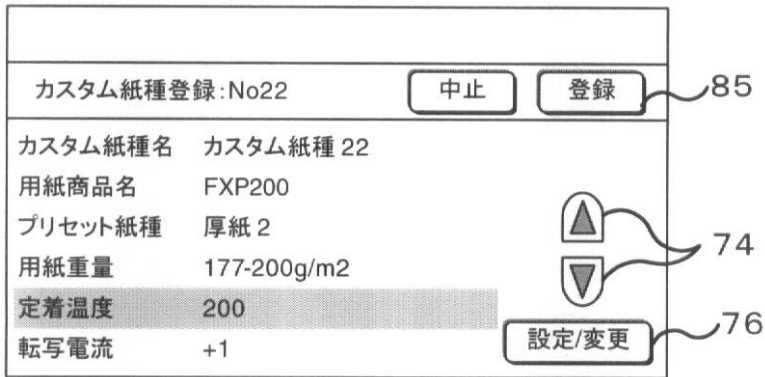 カスタム紙種登録:No22 中止 登録 85
カスタム紙種名 カスタム紙種 22
用紙商品名 FXP200
プリセット紙種 厚紙 2
74
用紙重量 177-200g/m2
定着温度 200
設定/変更 76
転写電流 +1